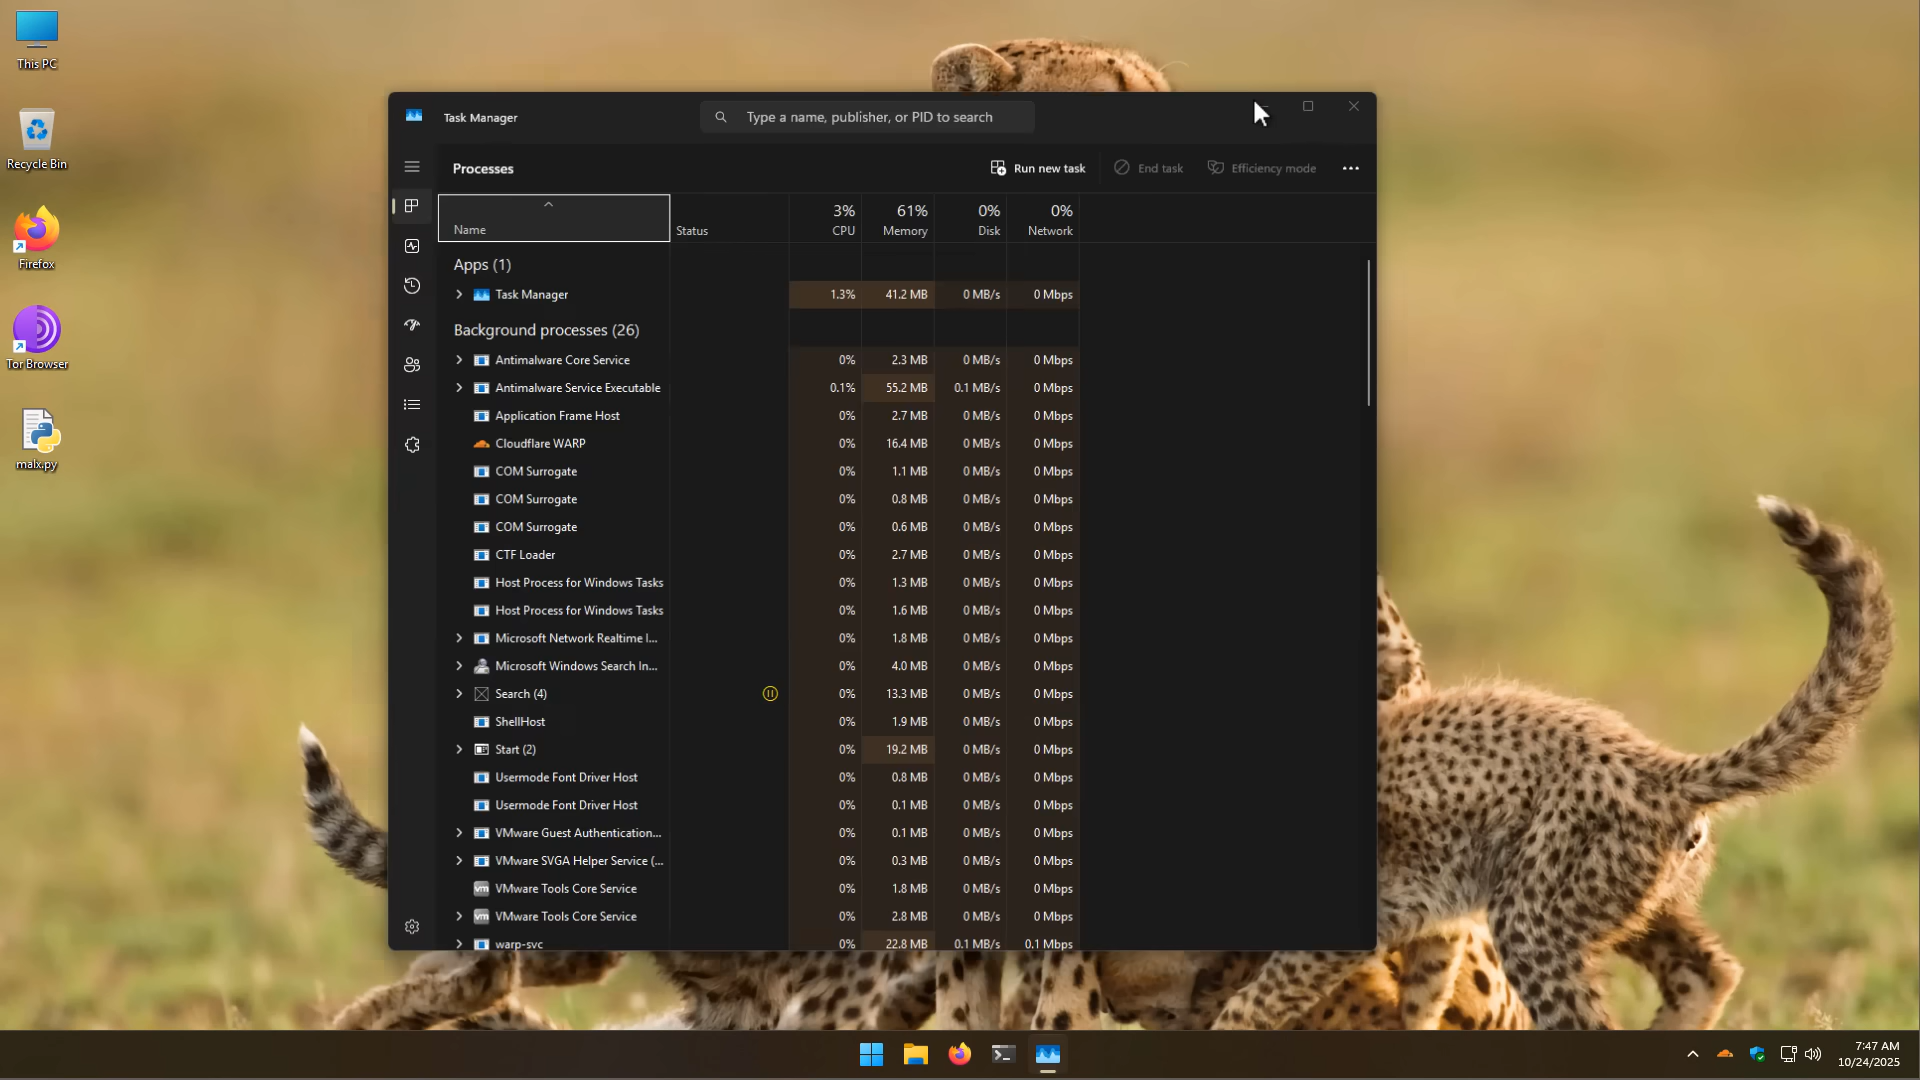 This PC
Recycle Bin
Firefox
Tor Browser
malx.py
Task Manager
Type a name, publisher, or PID to search
Processes
Run new task
End task
Efficiency mode
Name
Status
3% CPU
61% Memory
0% Disk
0% Network
Apps (1)
Task Manager 1.3% 41.2 MB 0 MB/s 0 Mbps
Background processes (26)
Antimalware Core Service 0% 2.3 MB 0 MB/s 0 Mbps
Antimalware Service Executable 0.1% 55.2 MB 0.1 MB/s 0 Mbps
Application Frame Host 0% 2.7 MB 0 MB/s 0 Mbps
Cloudflare WARP 0% 16.4 MB 0 MB/s 0 Mbps
COM Surrogate 0% 1.1 MB 0 MB/s 0 Mbps
COM Surrogate 0% 0.8 MB 0 MB/s 0 Mbps
COM Surrogate 0% 0.6 MB 0 MB/s 0 Mbps
CTF Loader 0% 2.7 MB 0 MB/s 0 Mbps
Host Process for Windows Tasks 0% 1.3 MB 0 MB/s 0 Mbps
Host Process for Windows Tasks 0% 1.6 MB 0 MB/s 0 Mbps
Microsoft Network Realtime I... 0% 1.8 MB 0 MB/s 0 Mbps
Microsoft Windows Search In... 0% 4.0 MB 0 MB/s 0 Mbps
Search (4) 0% 13.3 MB 0 MB/s 0 Mbps
ShellHost 0% 1.9 MB 0 MB/s 0 Mbps
Start (2) 0% 19.2 MB 0 MB/s 0 Mbps
Usermode Font Driver Host 0% 0.8 MB 0 MB/s 0 Mbps
Usermode Font Driver Host 0% 0.1 MB 0 MB/s 0 Mbps
VMware Guest Authentication... 0% 0.1 MB 0 MB/s 0 Mbps
VMware SVGA Helper Service (... 0% 0.3 MB 0 MB/s 0 Mbps
vm VMware Tools Core Service 0% 1.8 MB 0 MB/s 0 Mbps
vm VMware Tools Core Service 0% 2.8 MB 0 MB/s 0 Mbps
warp-svc 0% 22.8 MB 0.1 MB/s 0.1 Mbps
7:47 AM
10/24/2025